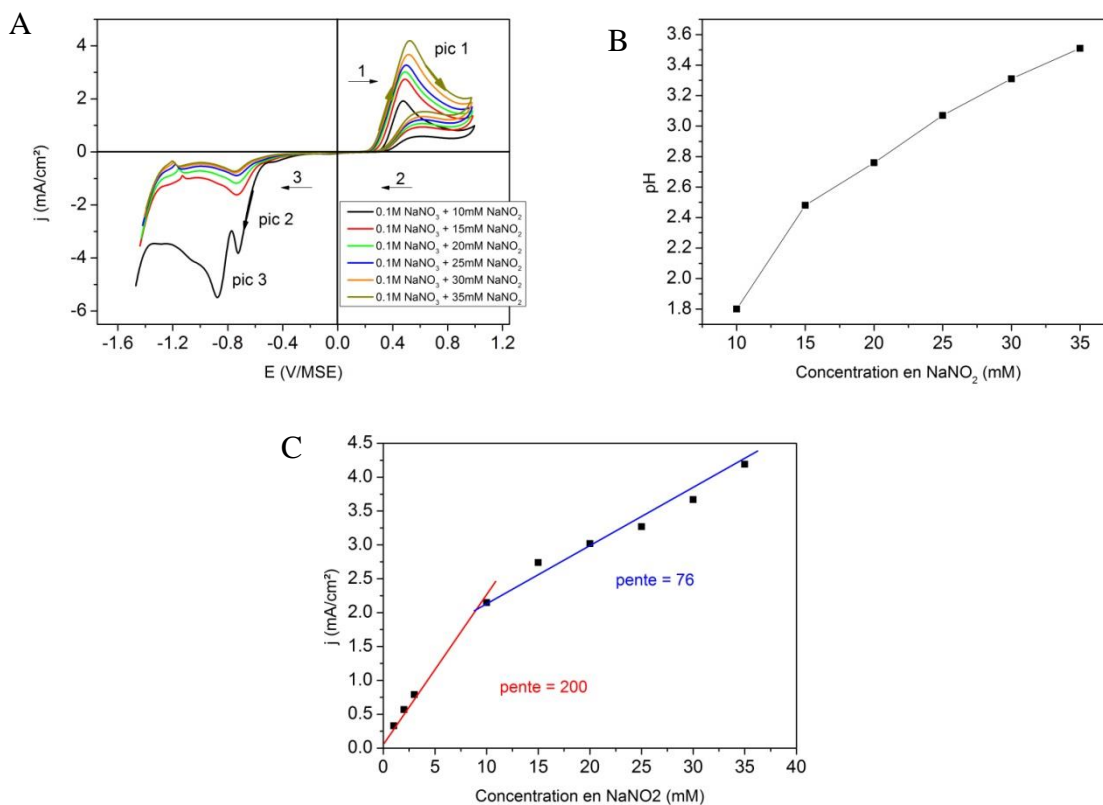 A
6
4
2
0
-2
-4
-6
j (mA/cm²)
-1.6 -1.2 -0.8 -0.4 0.0 0.4 0.8 1.2
E (V/MSE)
pic 1
1
2
3
pic 2
pic 3
0.1M NaNO₃ + 10mM NaNO₂
0.1M NaNO₃ + 15mM NaNO₂
0.1M NaNO₃ + 20mM NaNO₂
0.1M NaNO₃ + 25mM NaNO₂
0.1M NaNO₃ + 30mM NaNO₂
0.1M NaNO₃ + 35mM NaNO₂
B
3.6
3.4
3.2
3.0
2.8
2.6
2.4
2.2
2.0
1.8
pH
10 15 20 25 30 35
Concentration en NaNO₂ (mM)
C
4.5
4.0
3.5
3.0
2.5
2.0
1.5
1.0
0.5
0.0
j (mA/cm²)
pente = 76
pente = 200
0 5 10 15 20 25 30 35 40
Concentration en NaNO2 (mM)